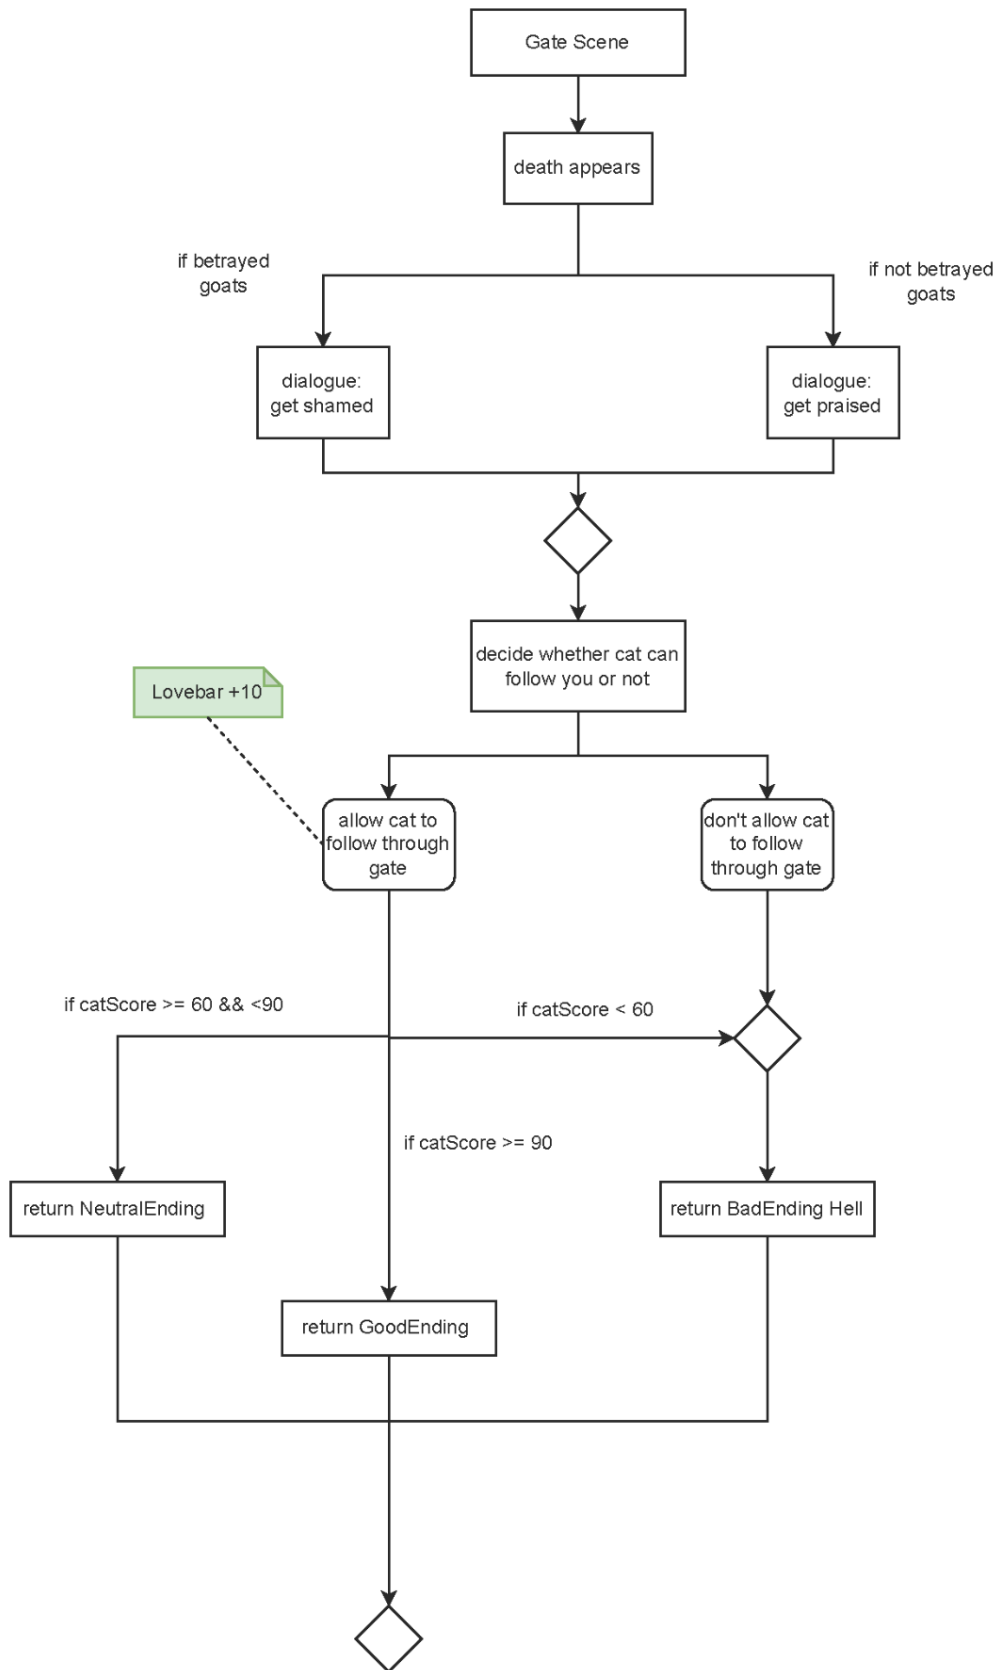 Gate Scene
death appears
if betrayed
goats
if not betrayed
goats
dialogue:
get shamed
dialogue:
get praised
decide whether cat can
follow you or not
Lovebar +10
allow cat to
follow through
gate
don't allow cat
to follow
through gate
if catScore >= 60 && <90
if catScore < 60
if catScore >= 90
return NeutralEnding
return BadEnding Hell
return GoodEnding